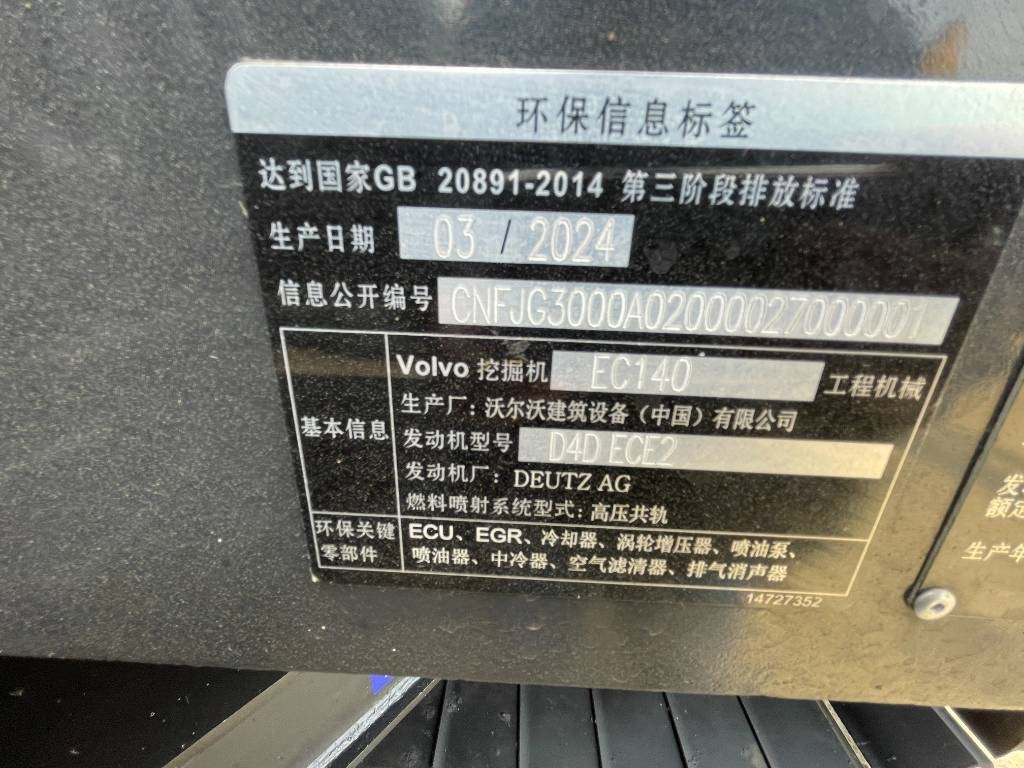 环保信息标签
达到国家GB 20891-2014 第三阶段排放标准
生产日期 03 / 2024
信息公开编号 CNFJG3000A02000027000001
基本信息
Volvo 挖掘机 EC140 工程机械
生产厂：沃尔沃建筑设备（中国）有限公司
发动机型号 D4D ECE2
发动机厂：DEUTZ AG
燃料喷射系统型式：高压共轨
环保关键
零部件
ECU、EGR、冷却器、涡轮增压器、喷油泵、
喷油器、中冷器、空气滤清器、排气消声器
14727352
发
额定
生产年